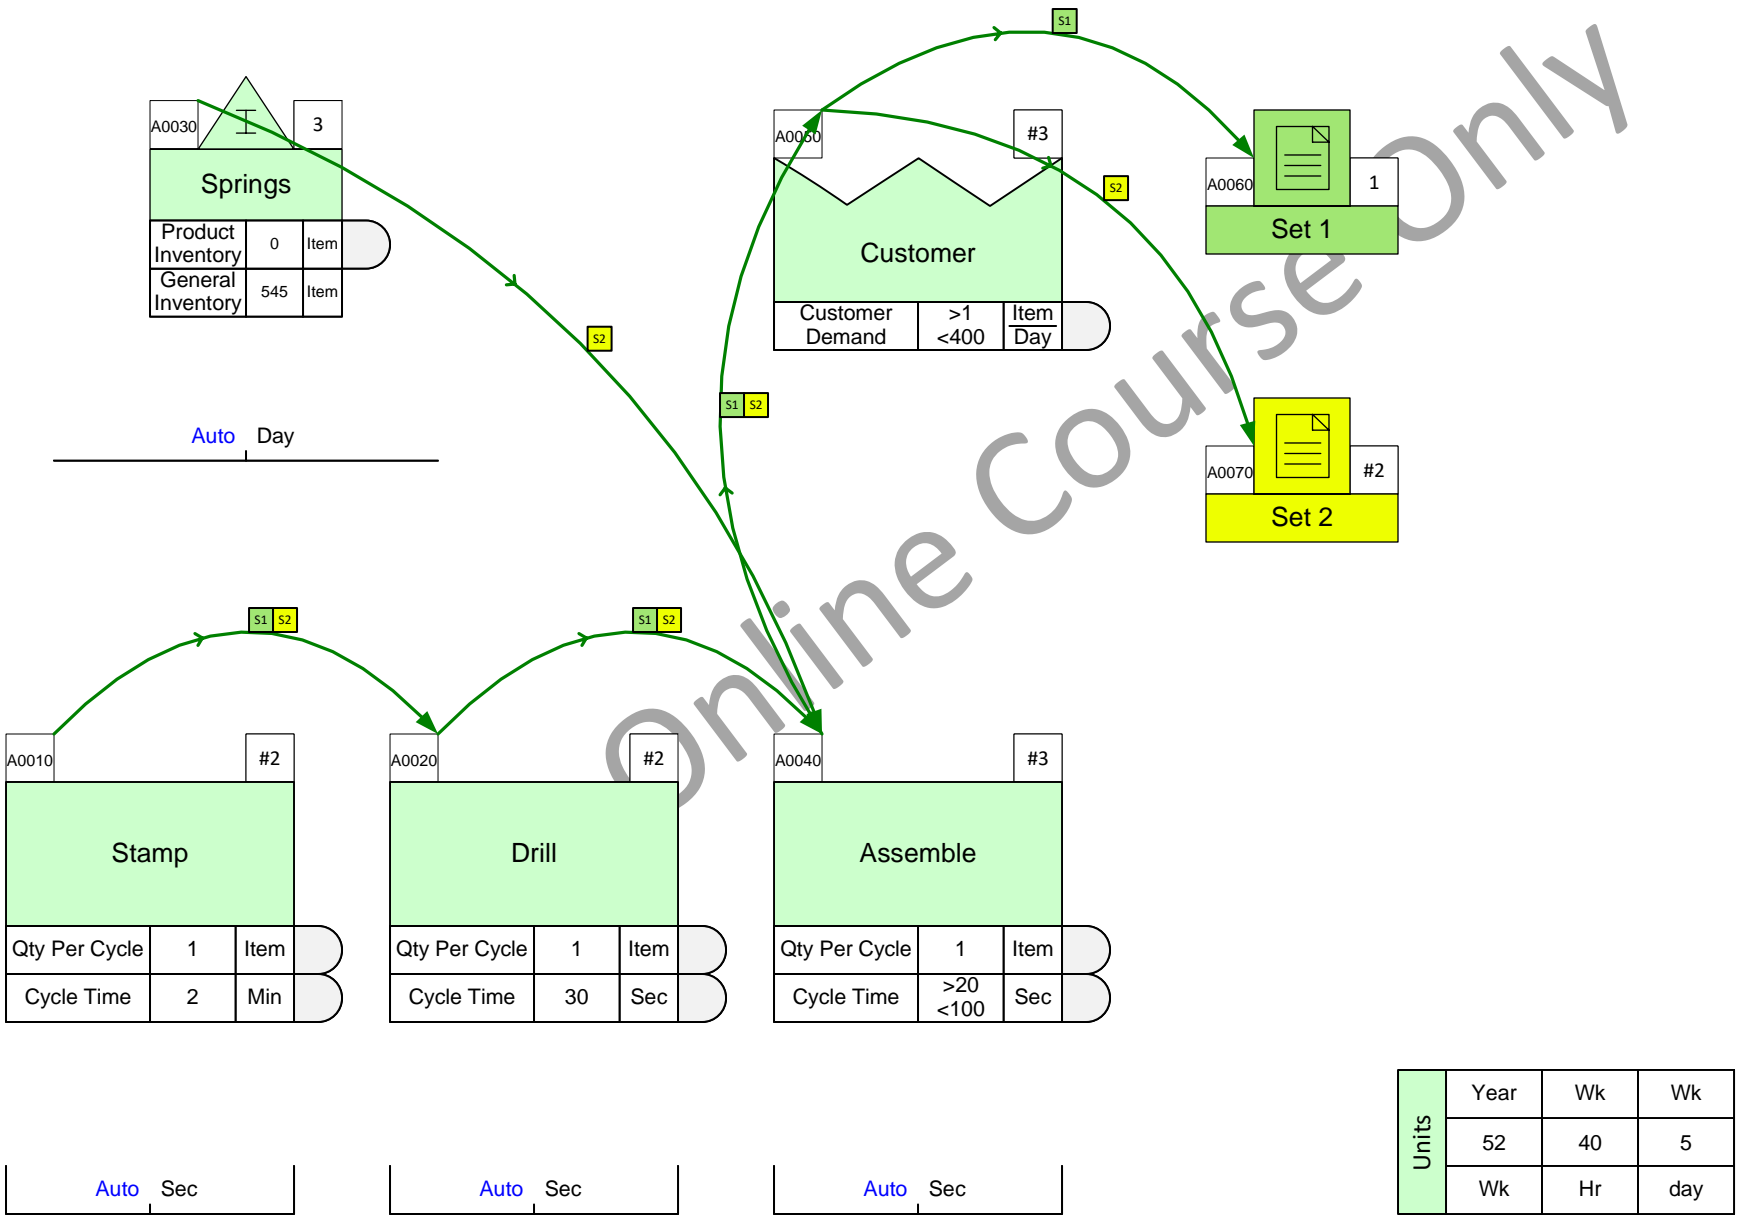 S1
A0030
3
Springs
Product
Inventory
0
Item
General
Inventory
545
Item
A0050
#3
Customer
Customer
Demand
>1
<400
Item
Day
S2
A0060
1
Set 1
S2
S1 S2
Auto Day
A0070
#2
Set 2
Online Course Only
S1 S2
S1 S2
A0010
#2
Stamp
Qty Per Cycle 1 Item
Cycle Time 2 Min
A0020
#2
Drill
Qty Per Cycle 1 Item
Cycle Time 30 Sec
A0040
#3
Assemble
Qty Per Cycle 1 Item
Cycle Time
>20
<100
Sec
Auto Sec
Auto Sec
Auto Sec
Units
Year Wk Wk
52 40 5
Wk Hr day